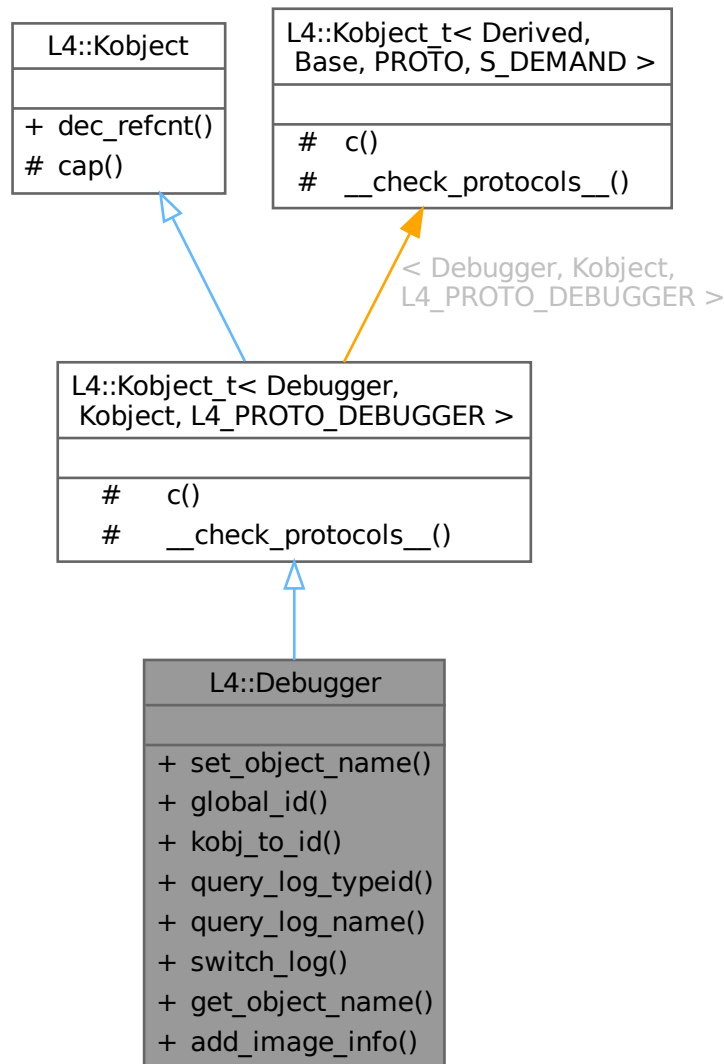 L4::Kobject
+ dec_refcnt()
# cap()
L4::Kobject_t< Derived,
Base, PROTO, S_DEMAND >
# c()
# __check_protocols__()
< Debugger, Kobject,
L4_PROTO_DEBUGGER >
L4::Kobject_t< Debugger,
Kobject, L4_PROTO_DEBUGGER >
# c()
# __check_protocols__()
L4::Debugger
+ set_object_name()
+ global_id()
+ kobj_to_id()
+ query_log_typeid()
+ query_log_name()
+ switch_log()
+ get_object_name()
+ add_image_info()